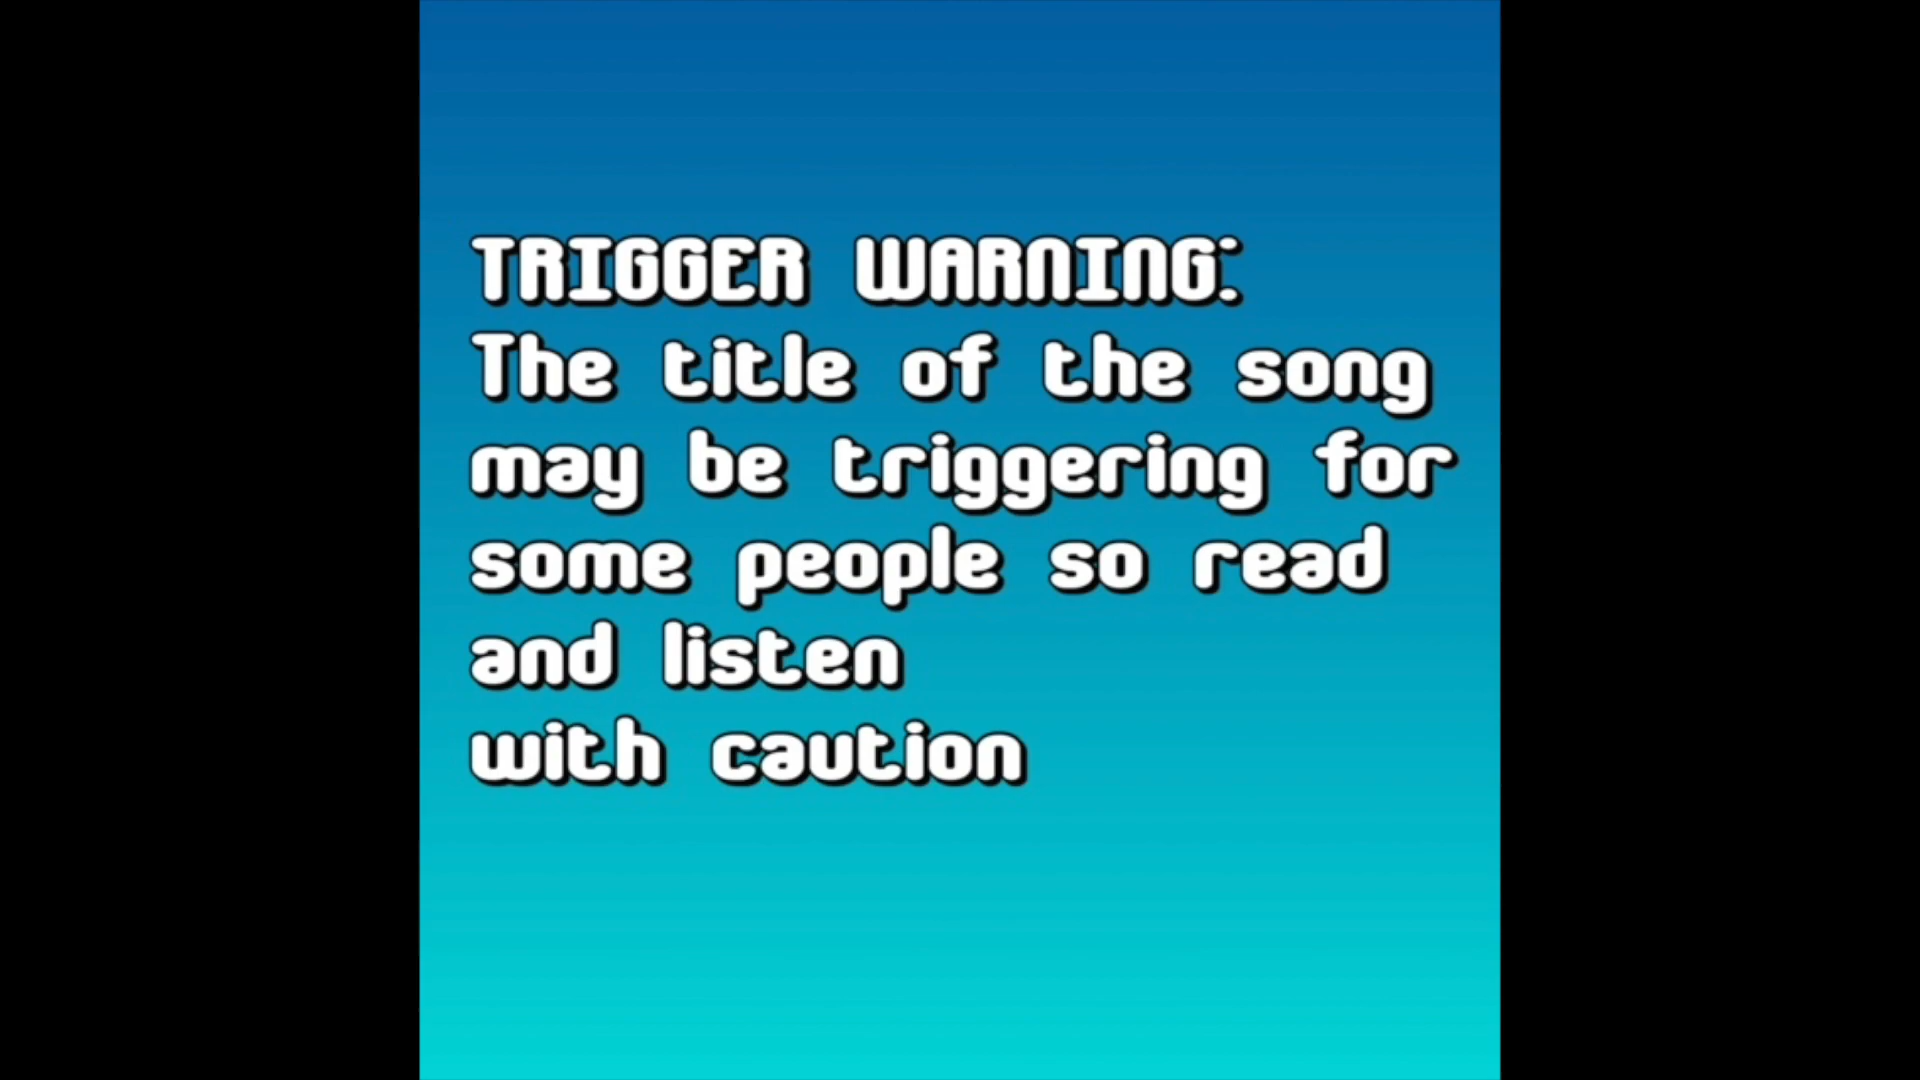 TRIGGER WARNING:
The title of the song
may be triggering for
some people so read
and listen
with caution